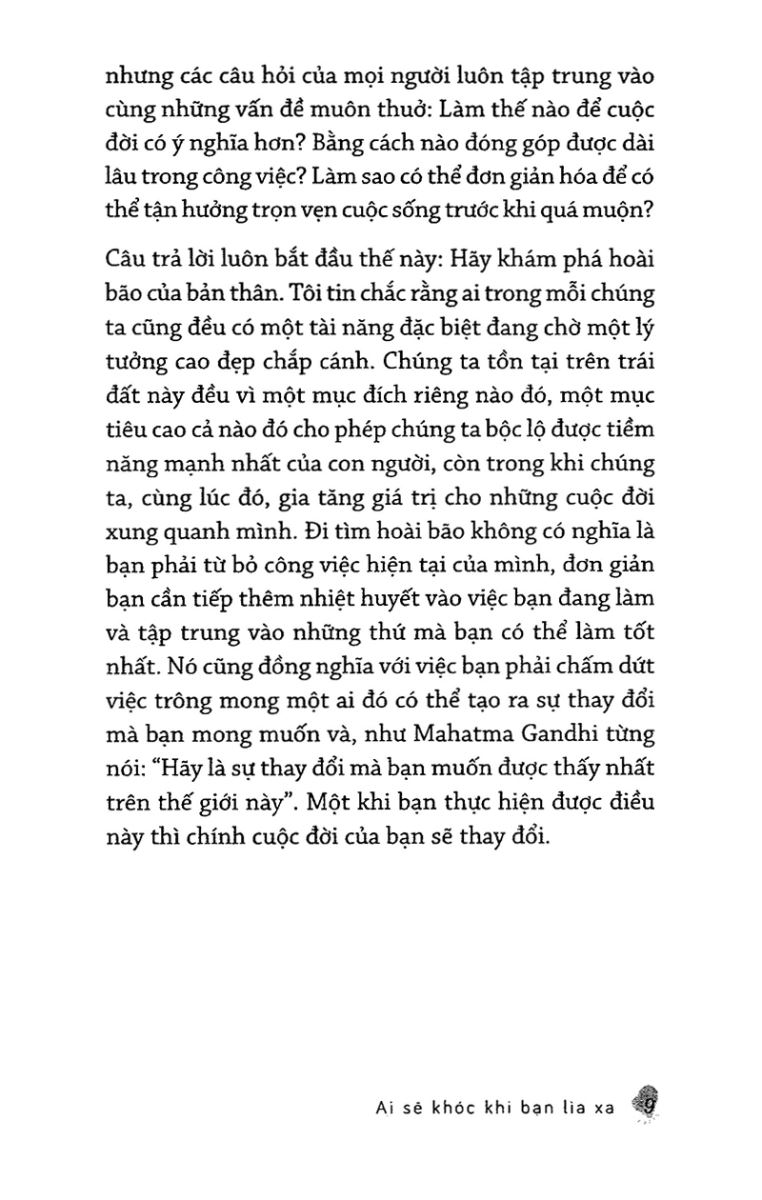 nhưng các câu hỏi của mọi người luôn tập trung vào
cùng những vấn đề muôn thuở: Làm thế nào để cuộc
đời có ý nghĩa hơn? Bằng cách nào đóng góp được dài
lâu trong công việc? Làm sao có thể đơn giản hóa để có
thể tận hưởng trọn vẹn cuộc sống trước khi quá muộn?
Câu trả lời luôn bắt đầu thế này: Hãy khám phá hoài
bão của bản thân. Tôi tin chắc rằng ai trong mỗi chúng
ta cũng đều có một tài năng đặc biệt đang chờ một lý
tưởng cao đẹp chắp cánh. Chúng ta tồn tại trên trái
đất này đều vì một mục đích riêng nào đó, một mục
tiêu cao cả nào đó cho phép chúng ta bộc lộ được tiềm
năng mạnh nhất của con người, còn trong khi chúng
ta, cùng lúc đó, gia tăng giá trị cho những cuộc đời
xung quanh mình. Đi tìm hoài bão không có nghĩa là
bạn phải từ bỏ công việc hiện tại của mình, đơn giản
bạn cần tiếp thêm nhiệt huyết vào việc bạn đang làm
và tập trung vào những thứ mà bạn có thể làm tốt
nhất. Nó cũng đồng nghĩa với việc bạn phải chấm dứt
việc trông mong một ai đó có thể tạo ra sự thay đổi
mà bạn mong muốn và, như Mahatma Gandhi từng
nói: “Hãy là sự thay đổi mà bạn muốn được thấy nhất
trên thế giới này”. Một khi bạn thực hiện được điều
này thì chính cuộc đời của bạn sẽ thay đổi.
Ai sẽ khóc khi bạn lìa xa 9